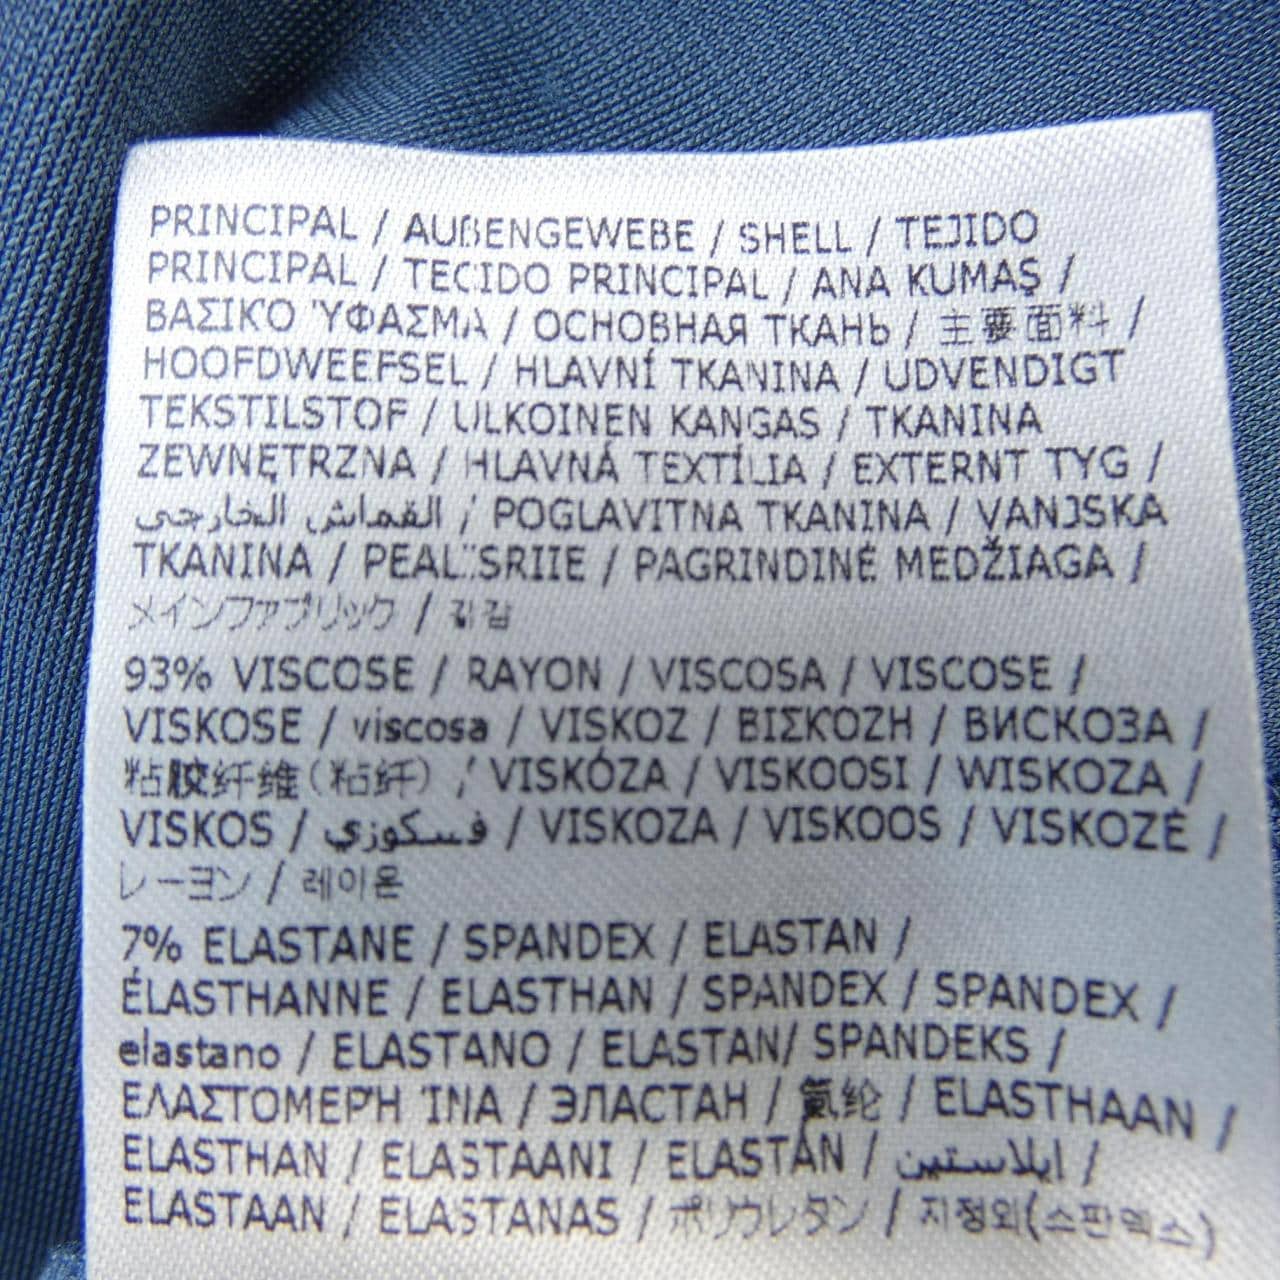 PRINCIPAL / AUßENGEWEBE / SHELL / TEJIDO
PRINCIPAL / TECIDO PRINCIPAL / ANA KUMAŞ /
ΒΑΣΙΚΌ ΎΦΑΣΜΑ / ОСНОВНАЯ ТКАНЬ / 主要面料 /
HOOFDWEEFSEL / HLAVNÍ TKANINA / UDVENDIGT
TEKSTILSTOF / ULKOINEN KANGAS / TKANINA
ZEWNĘTRZNA / HLAVNÁ TEXTÍLIA / EXTERNT TYG /
القماش الخارجي / POGLAVITNA TKANINA / VANJSKA
TKANINA / PEALISRIIE / PAGRINDINĖ MEDŽIAGA /
メインファブリック / 겉감
93% VISCOSE / RAYON / VISCOSA / VISCOSE /
VISKOSE / viscosa / VISKOZ / ΒΙΣΚΟΖΗ / ВИСКОЗА /
粘胶纤维(粘纤) / VISKÓZA / VISKOOSI / WISKOZA /
VISKOS / فسكوزي / VISKOZA / VISKOOS / VISKOZĖ /
レーヨン / 레이온
7% ELASTANE / SPANDEX / ELASTAN /
ÉLASTHANNE / ELASTHAN / SPANDEX / SPANDEX /
elastano / ELASTANO / ELASTAN/ SPANDEKS /
ΕΛΑΣΤΟΜΕΡΉ ΊΝΑ / ЭЛАСТАН / 氨纶 / ELASTHAAN /
ELASTHAN / ELASTAANI / ELASTÁN / ايلاستين /
ELASTAAN / ELASTANAS / ポリウレタン / 지정외(스판덱스)